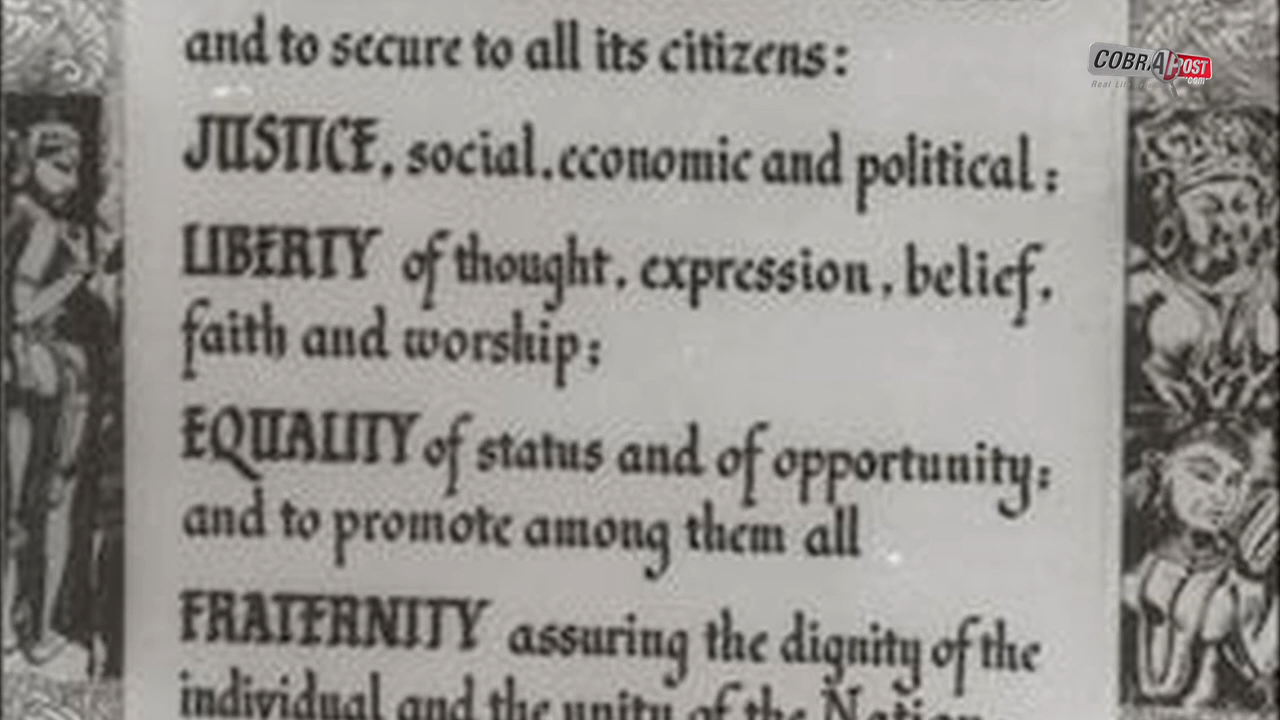 and to secure to all its citizens:
COBRAPOST
.com
JUSTICE, social, economic and political;
LIBERTY of thought, expression, belief,
faith and worship;
EQUALITY of status and of opportunity;
and to promote among them all
FRATERNITY assuring the dignity of the
individual and the unity of the Nation